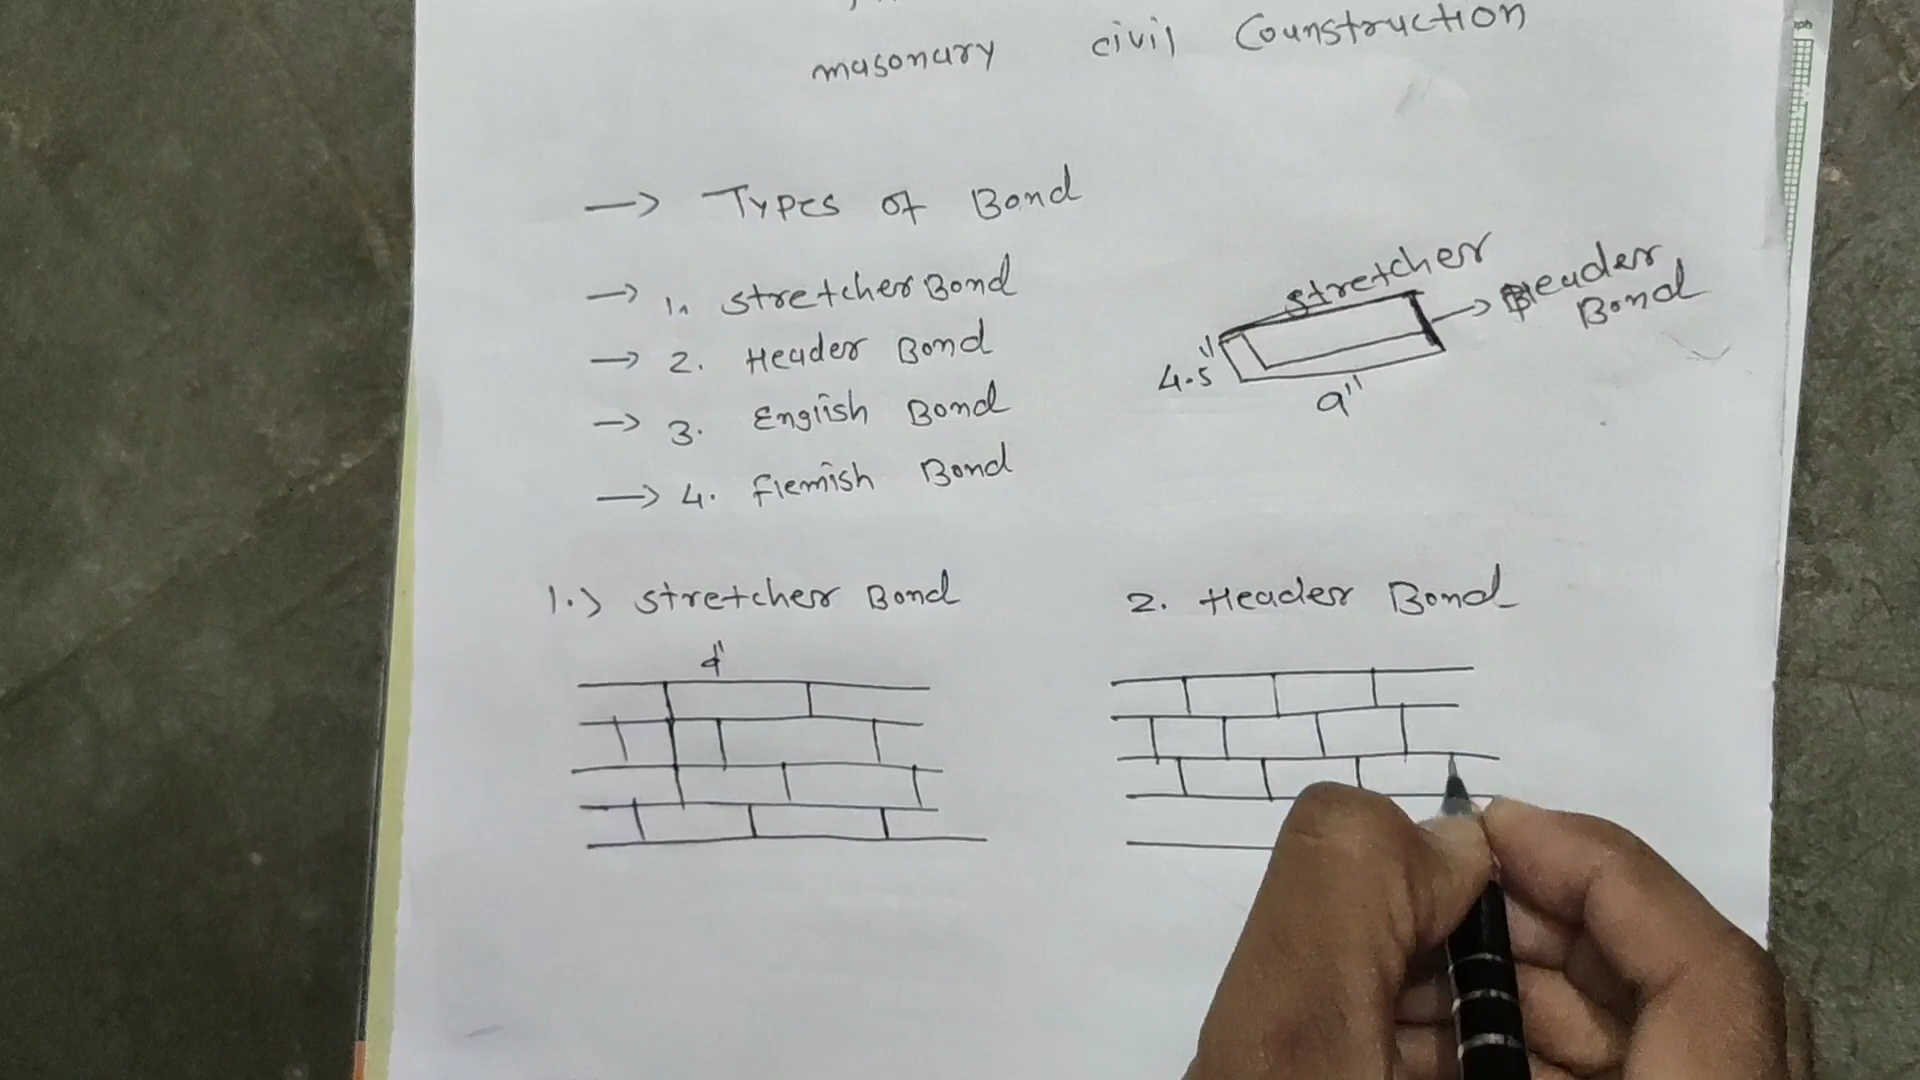 masonary civil Counstruction
→ Types of Bond
→ 1. Stretcher Bond
→ 2. Header Bond
→ 3. English Bond
→ 4. Flemish Bond
stretcher
→ Header
Bond
4.5"
9"
1.) Stretcher Bond
2. Header Bond